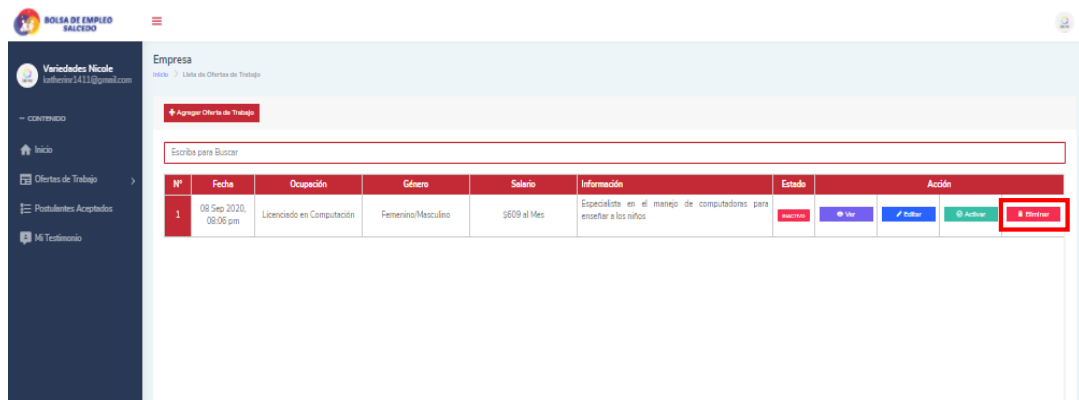 BOLSA DE EMPLEO
SALCEDO
Variedades Nicole
katherinr1411@gmail.com
– CONTENIDO
Inicio
Ofertas de Trabajo
Postulantes Aceptados
Mi Testimonio
Empresa
Inicio > Lista de Ofertas de Trabajo
+ Agregar Oferta de Trabajo
Escriba para Buscar
Nº Fecha Ocupación Género Salario Información Estado Acción
1 08 Sep 2020, 08:06 pm Licenciado en Computación Femenino/Masculino $609 al Mes Especialista en el manejo de computadoras para enseñar a los niños INACTIVO Ver Editar Activar Eliminar